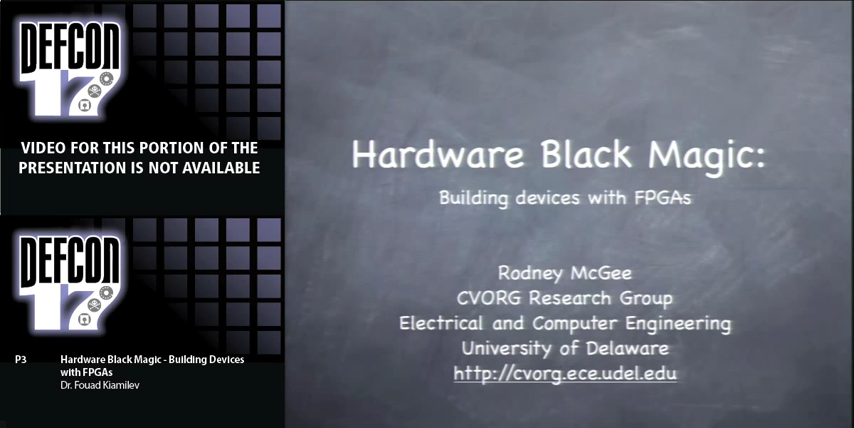 DEFCON
17
VIDEO FOR THIS PORTION OF THE
PRESENTATION IS NOT AVAILABLE
DEFCON
17
P3 Hardware Black Magic - Building Devices
with FPGAs
Dr. Fouad Kiamilev
Hardware Black Magic:
Building devices with FPGAs
Rodney McGee
CVORG Research Group
Electrical and Computer Engineering
University of Delaware
http://cvorg.ece.udel.edu